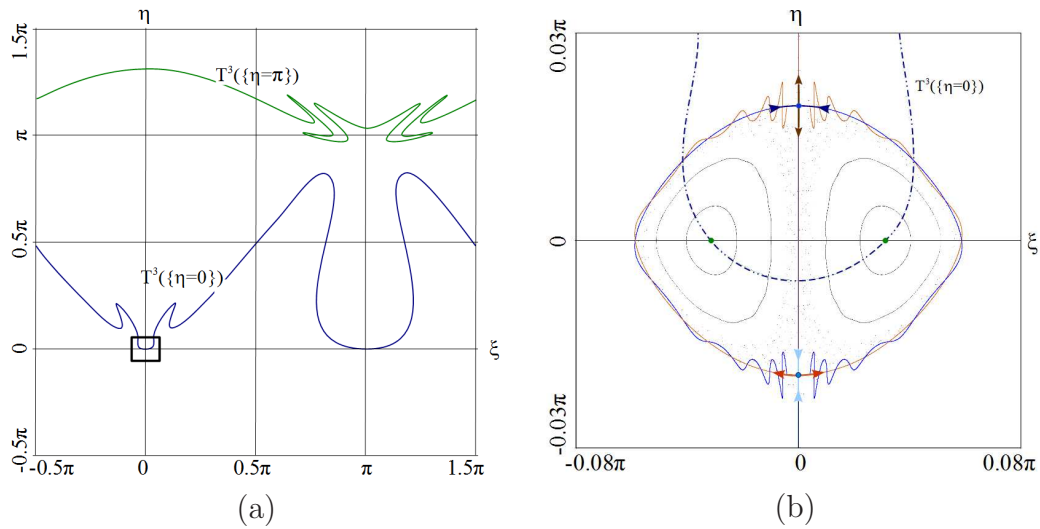 η
1.5π
T³({η=π})
π
0.5π
T³({η=0})
0
ξ
-0.5π
-0.5π
0
0.5π
π
1.5π
(a)
η
0.03π
T³({η=0})
0
ξ
-0.03π
-0.08π
0
0.08π
(b)